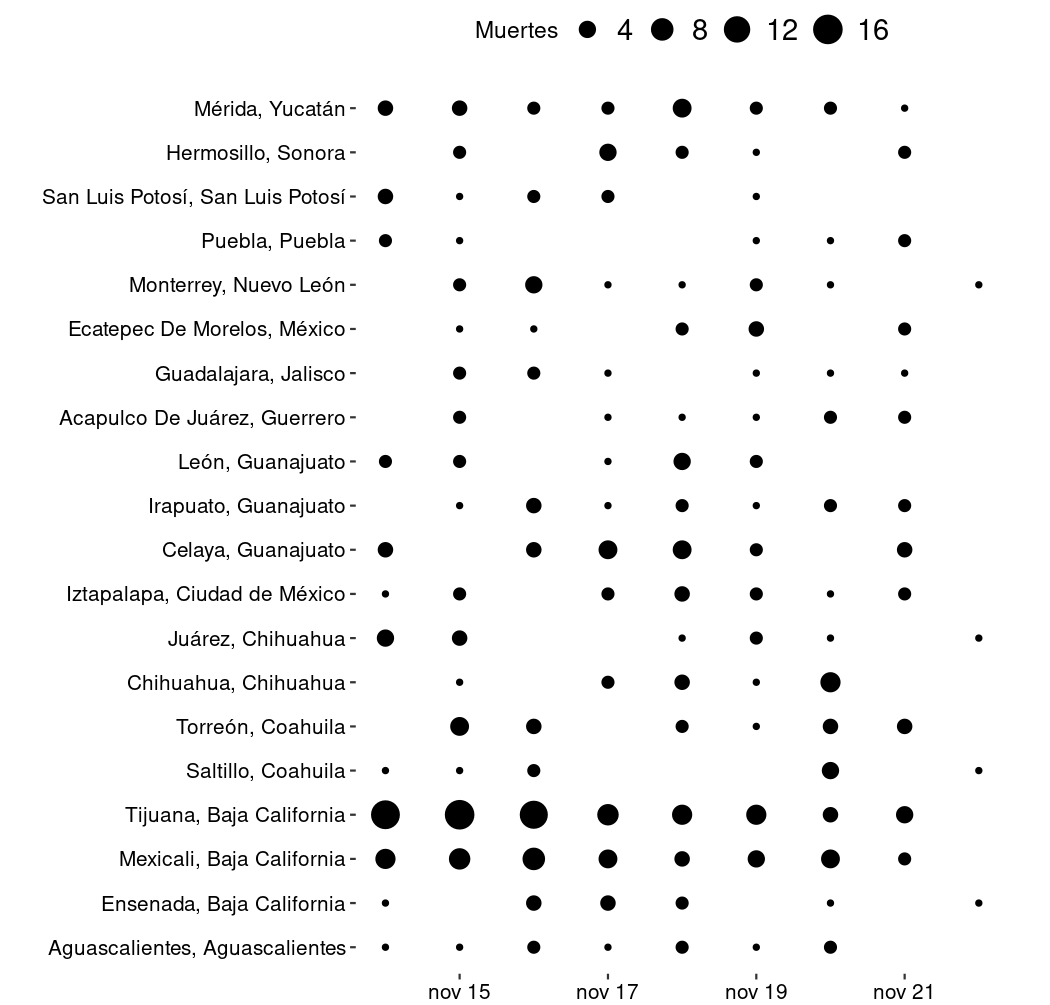 Muertes 4 8 12 16
Mérida, Yucatán
Hermosillo, Sonora
San Luis Potosí, San Luis Potosí
Puebla, Puebla
Monterrey, Nuevo León
Ecatepec De Morelos, México
Guadalajara, Jalisco
Acapulco De Juárez, Guerrero
León, Guanajuato
Irapuato, Guanajuato
Celaya, Guanajuato
Iztapalapa, Ciudad de México
Juárez, Chihuahua
Chihuahua, Chihuahua
Torreón, Coahuila
Saltillo, Coahuila
Tijuana, Baja California
Mexicali, Baja California
Ensenada, Baja California
Aguascalientes, Aguascalientes
nov 15 nov 17 nov 19 nov 21